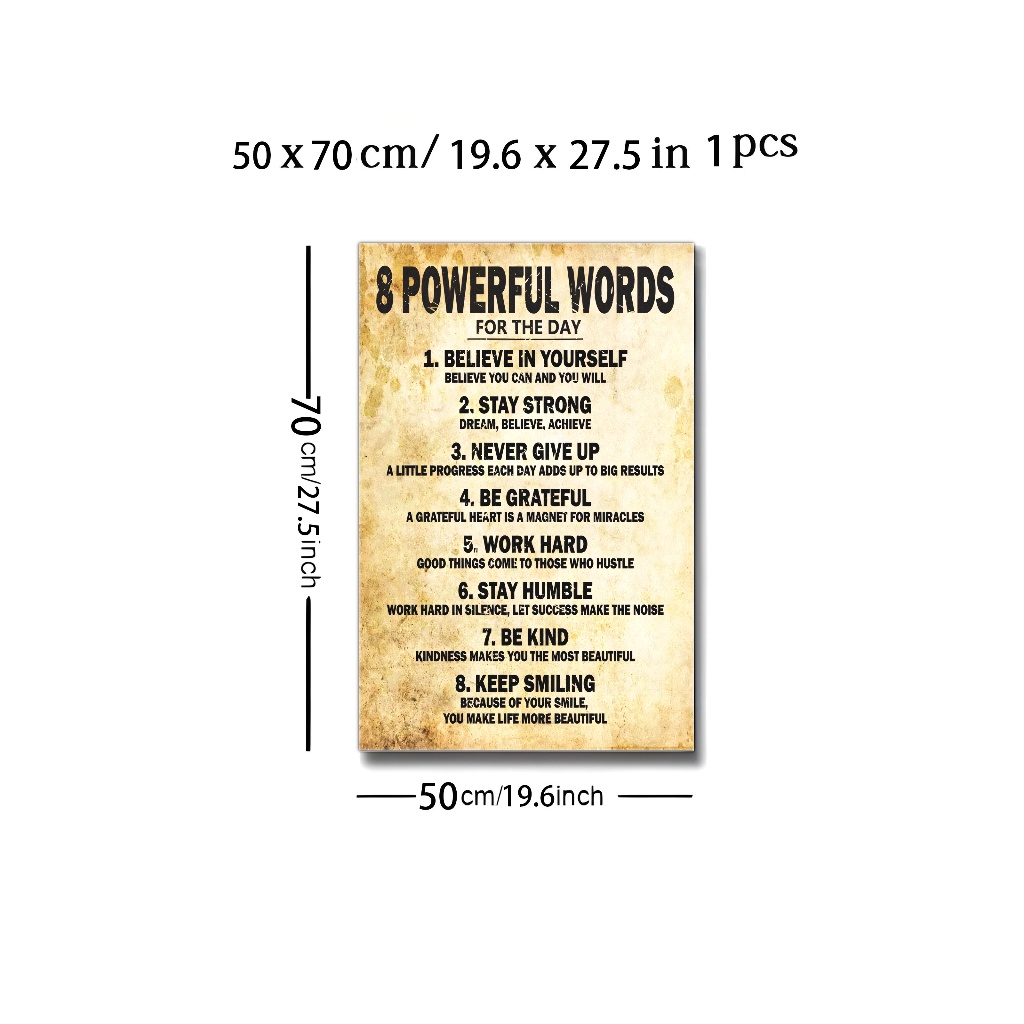 50 x 70 cm/ 19.6 x 27.5 in 1 pcs
8 POWERFUL WORDS
FOR THE DAY
1. BELIEVE IN YOURSELF
BELIEVE YOU CAN AND YOU WILL
2. STAY STRONG
DREAM, BELIEVE, ACHIEVE
3. NEVER GIVE UP
A LITTLE PROGRESS EACH DAY ADDS UP TO BIG RESULTS
4. BE GRATEFUL
A GRATEFUL HEART IS A MAGNET FOR MIRACLES
5. WORK HARD
GOOD THINGS COME TO THOSE WHO HUSTLE
6. STAY HUMBLE
WORK HARD IN SILENCE, LET SUCCESS MAKE THE NOISE
7. BE KIND
KINDNESS MAKES YOU THE MOST BEAUTIFUL
8. KEEP SMILING
BECAUSE OF YOUR SMILE,
YOU MAKE LIFE MORE BEAUTIFUL
70cm/27.5inch
50cm/19.6inch